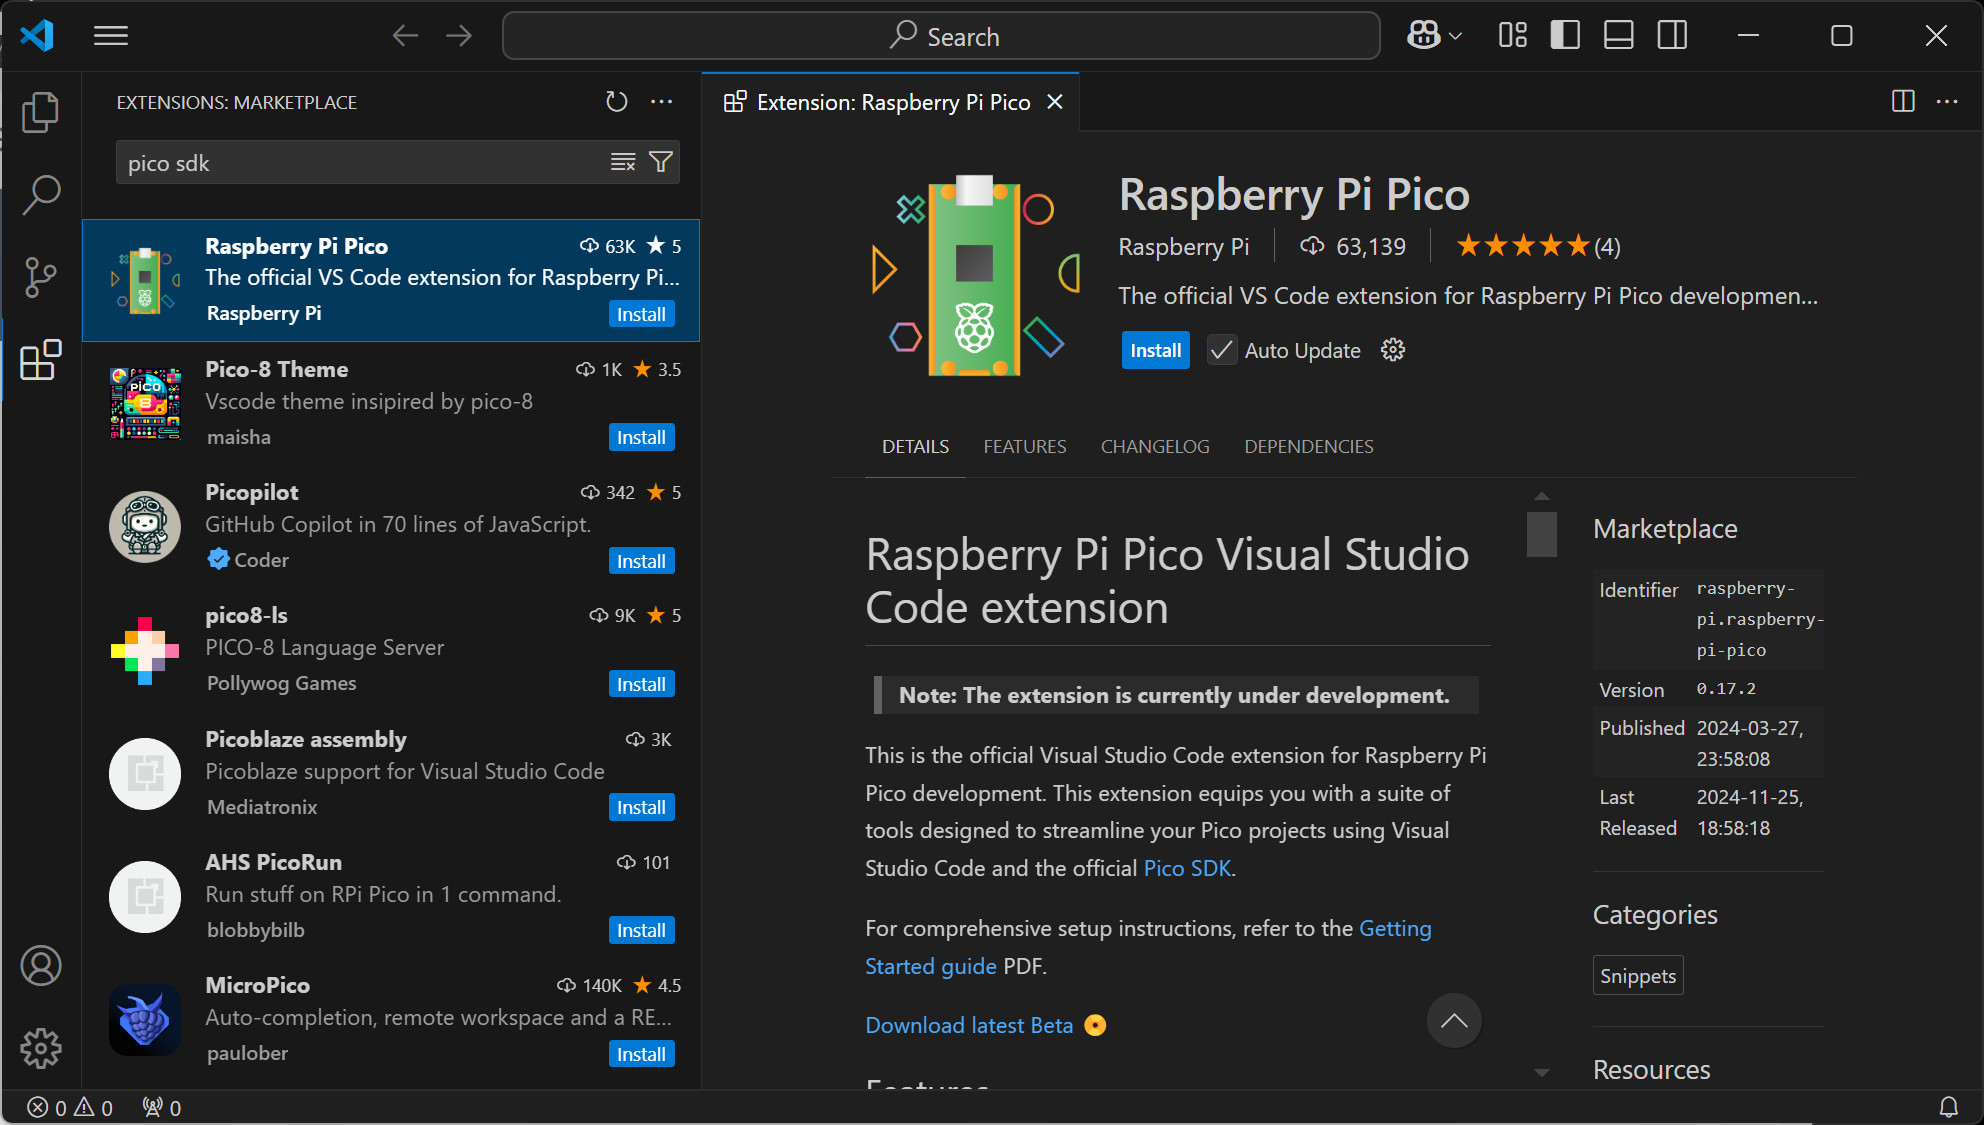 Search
EXTENSIONS: MARKETPLACE
pico sdk
Raspberry Pi Pico 63K 5
The official VS Code extension for Raspberry Pi...
Raspberry Pi Install
Pico-8 Theme 1K 3.5
Vscode theme insipired by pico-8
maisha Install
Picopilot 342 5
GitHub Copilot in 70 lines of JavaScript.
Coder Install
pico8-ls 9K 5
PICO-8 Language Server
Pollywog Games Install
Picoblaze assembly 3K
Picoblaze support for Visual Studio Code
Mediatronix Install
AHS PicoRun 101
Run stuff on RPi Pico in 1 command.
blobbybilb Install
MicroPico 140K 4.5
Auto-completion, remote workspace and a RE...
paulober Install
Extension: Raspberry Pi Pico
Raspberry Pi Pico
Raspberry Pi 63,139 (4)
The official VS Code extension for Raspberry Pi Pico developmen...
Install Auto Update
DETAILS FEATURES CHANGELOG DEPENDENCIES
Raspberry Pi Pico Visual Studio
Code extension
Note: The extension is currently under development.
This is the official Visual Studio Code extension for Raspberry Pi
Pico development. This extension equips you with a suite of
tools designed to streamline your Pico projects using Visual
Studio Code and the official Pico SDK.
For comprehensive setup instructions, refer to the Getting
Started guide PDF.
Download latest Beta
Features
Marketplace
Identifier raspberry-
pi.raspberry-
pi-pico
Version 0.17.2
Published 2024-03-27,
23:58:08
Last 2024-11-25,
Released 18:58:18
Categories
Snippets
Resources
0 0 0